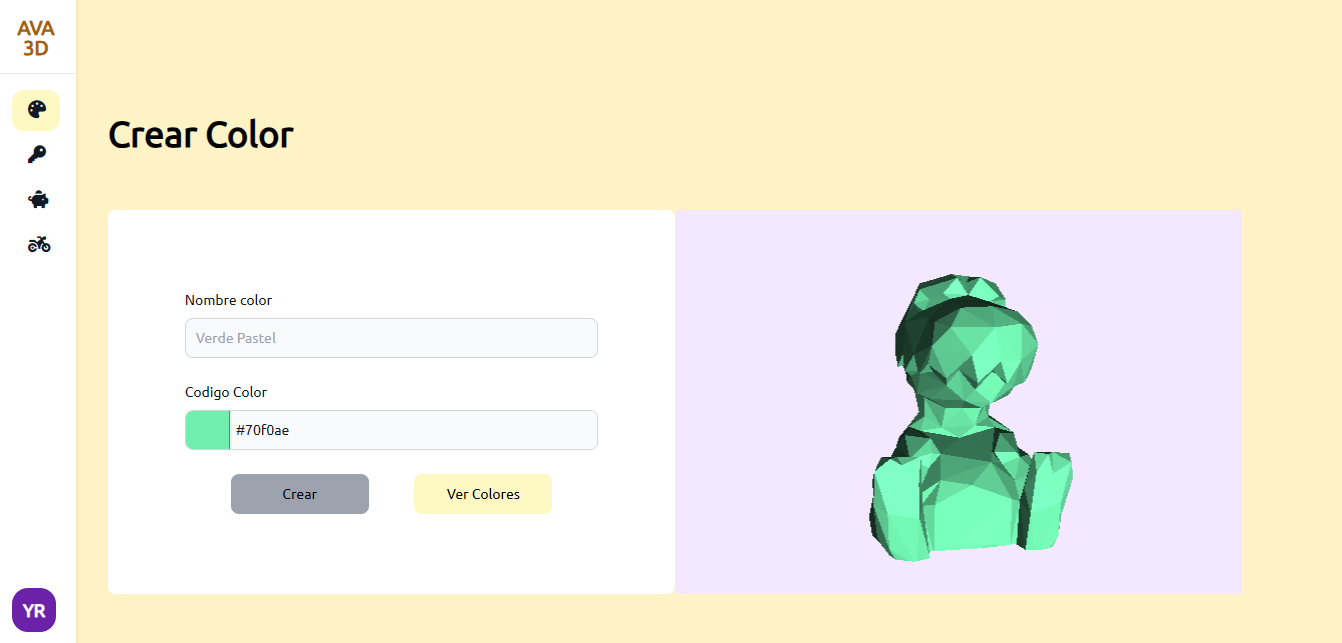 AVA
3D
Crear Color
Nombre color
Verde Pastel
Codigo Color
#70f0ae
Crear
Ver Colores
YR